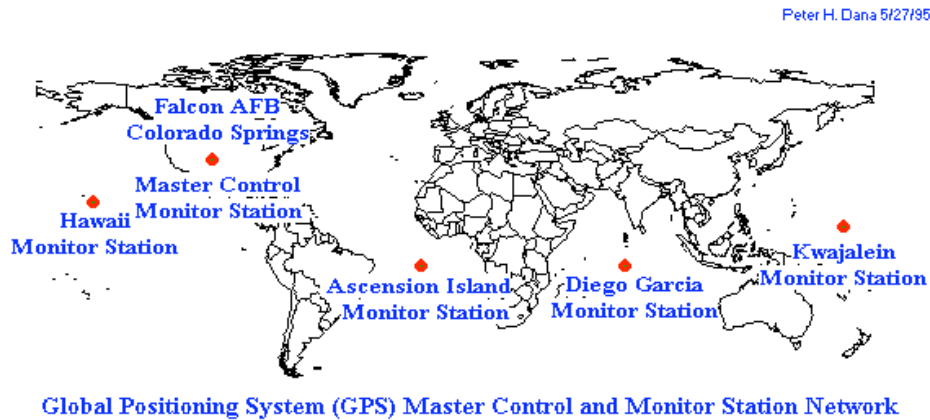 Peter H. Dana 5/27/95
Falcon AFB
Colorado Springs
Master Control
Monitor Station
Hawaii
Monitor Station
Ascension Island
Monitor Station
Diego Garcia
Monitor Station
Kwajalein
Monitor Station
Global Positioning System (GPS) Master Control and Monitor Station Network